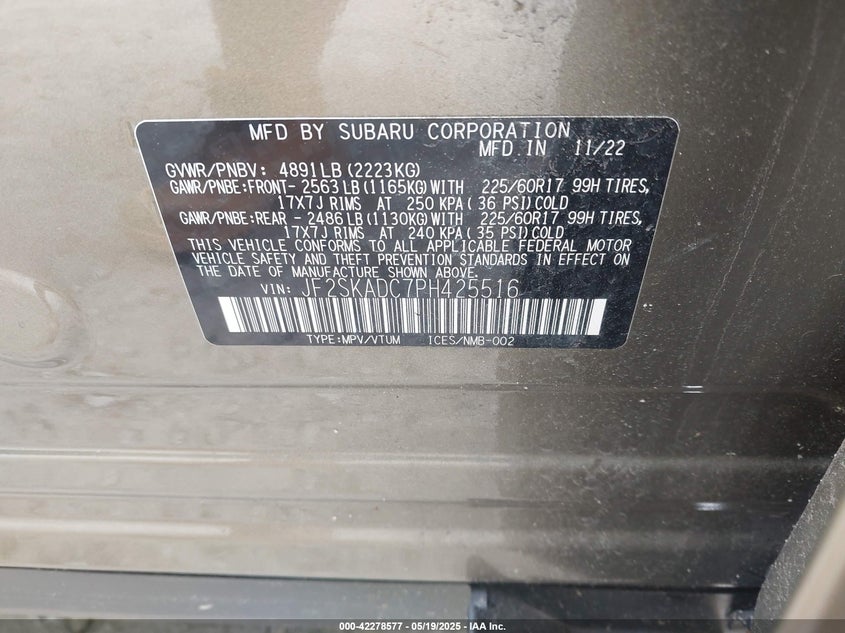 MFD BY SUBARU CORPORATION
MFD IN 11/22
GVWR/PNBV: 4891LB (2223KG)
GAWR/PNBE:FRONT- 2563 LB (1165KG) WITH 225/60R17 99H TIRES,
17X7J RIMS AT 250 KPA ( 36 PSI) COLD
GAWR/PNBE:REAR - 2486 LB (1130KG) WITH 225/60R17 99H TIRES,
17X7J RIMS AT 240 KPA ( 35 PSI) COLD
THIS VEHICLE CONFORMS TO ALL APPLICABLE FEDERAL MOTOR
VEHICLE SAFETY AND THEFT PREVENTION STANDARDS IN EFFECT ON
THE DATE OF MANUFACTURE SHOWN ABOVE.
VIN: JF2SKADC7PH425516
TYPE:MPV/VTUM ICES/NMB-002
000-42278577 - 05/19/2025 - IAA Inc.